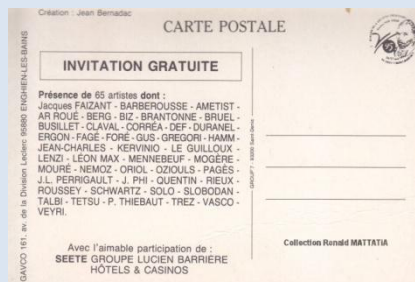 Création : Jean Bernadac
CARTE POSTALE
INVITATION GRATUITE
Présence de 65 artistes dont :
Jacques FAIZANT - BARBEROUSSE - AMETIST -
AR ROUÉ - BERG - BIZ - BRANTONNE - BRUEL -
BUSILLET - CLAVAL - CORRÉA - DEF - DURANEL -
ERGON - FAGÉ - FORÉ - GUS - GREGORI - HAMM -
JEAN-CHARLES - KERVINIO - LE GUILLOUX -
LENZI - LÉON MAX - MENNEBEUF - MOGÈRE -
MOURÉ - NEMOZ - ORIOL - OZIOULS - PAGÈS -
J.L. PERRIGAULT - J. PHI - QUENTIN - RIEUX -
ROUSSEY - SCHWARTZ - SOLO - SLOBODAN -
TALBI - TETSU - P. THIEBAUT - TREZ - VASCO -
VEYRI.
Avec l'aimable participation de :
SEETE GROUPE LUCIEN BARRIÈRE
HÔTELS & CASINOS
GAVCO 161, av. de la Division Leclerc 95880 ENGHIEN-LES-BAINS
Collection Renald MATTATIA